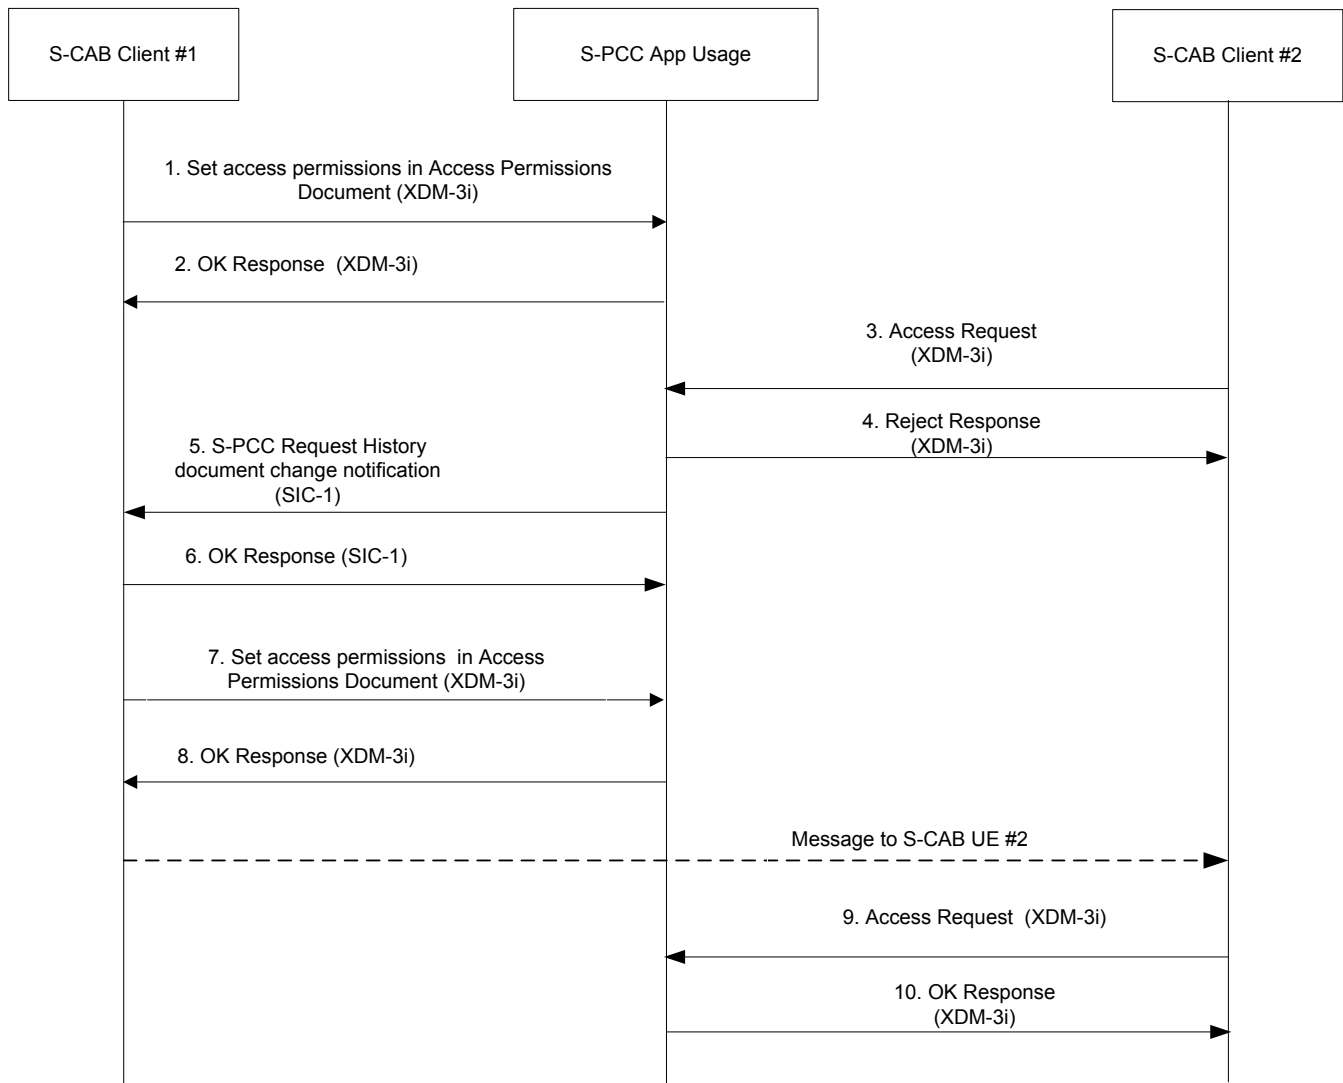 S-CAB Client #1
S-PCC App Usage
S-CAB Client #2
1. Set access permissions in Access Permissions
Document (XDM-3i)
2. OK Response  (XDM-3i)
3. Access Request
(XDM-3i)
4. Reject Response
(XDM-3i)
5. S-PCC Request History
document change notification
(SIC-1)
6. OK Response (SIC-1)
7. Set access permissions  in Access
Permissions Document (XDM-3i)
8. OK Response (XDM-3i)
Message to S-CAB UE #2
9. Access Request  (XDM-3i)
10. OK Response
(XDM-3i)